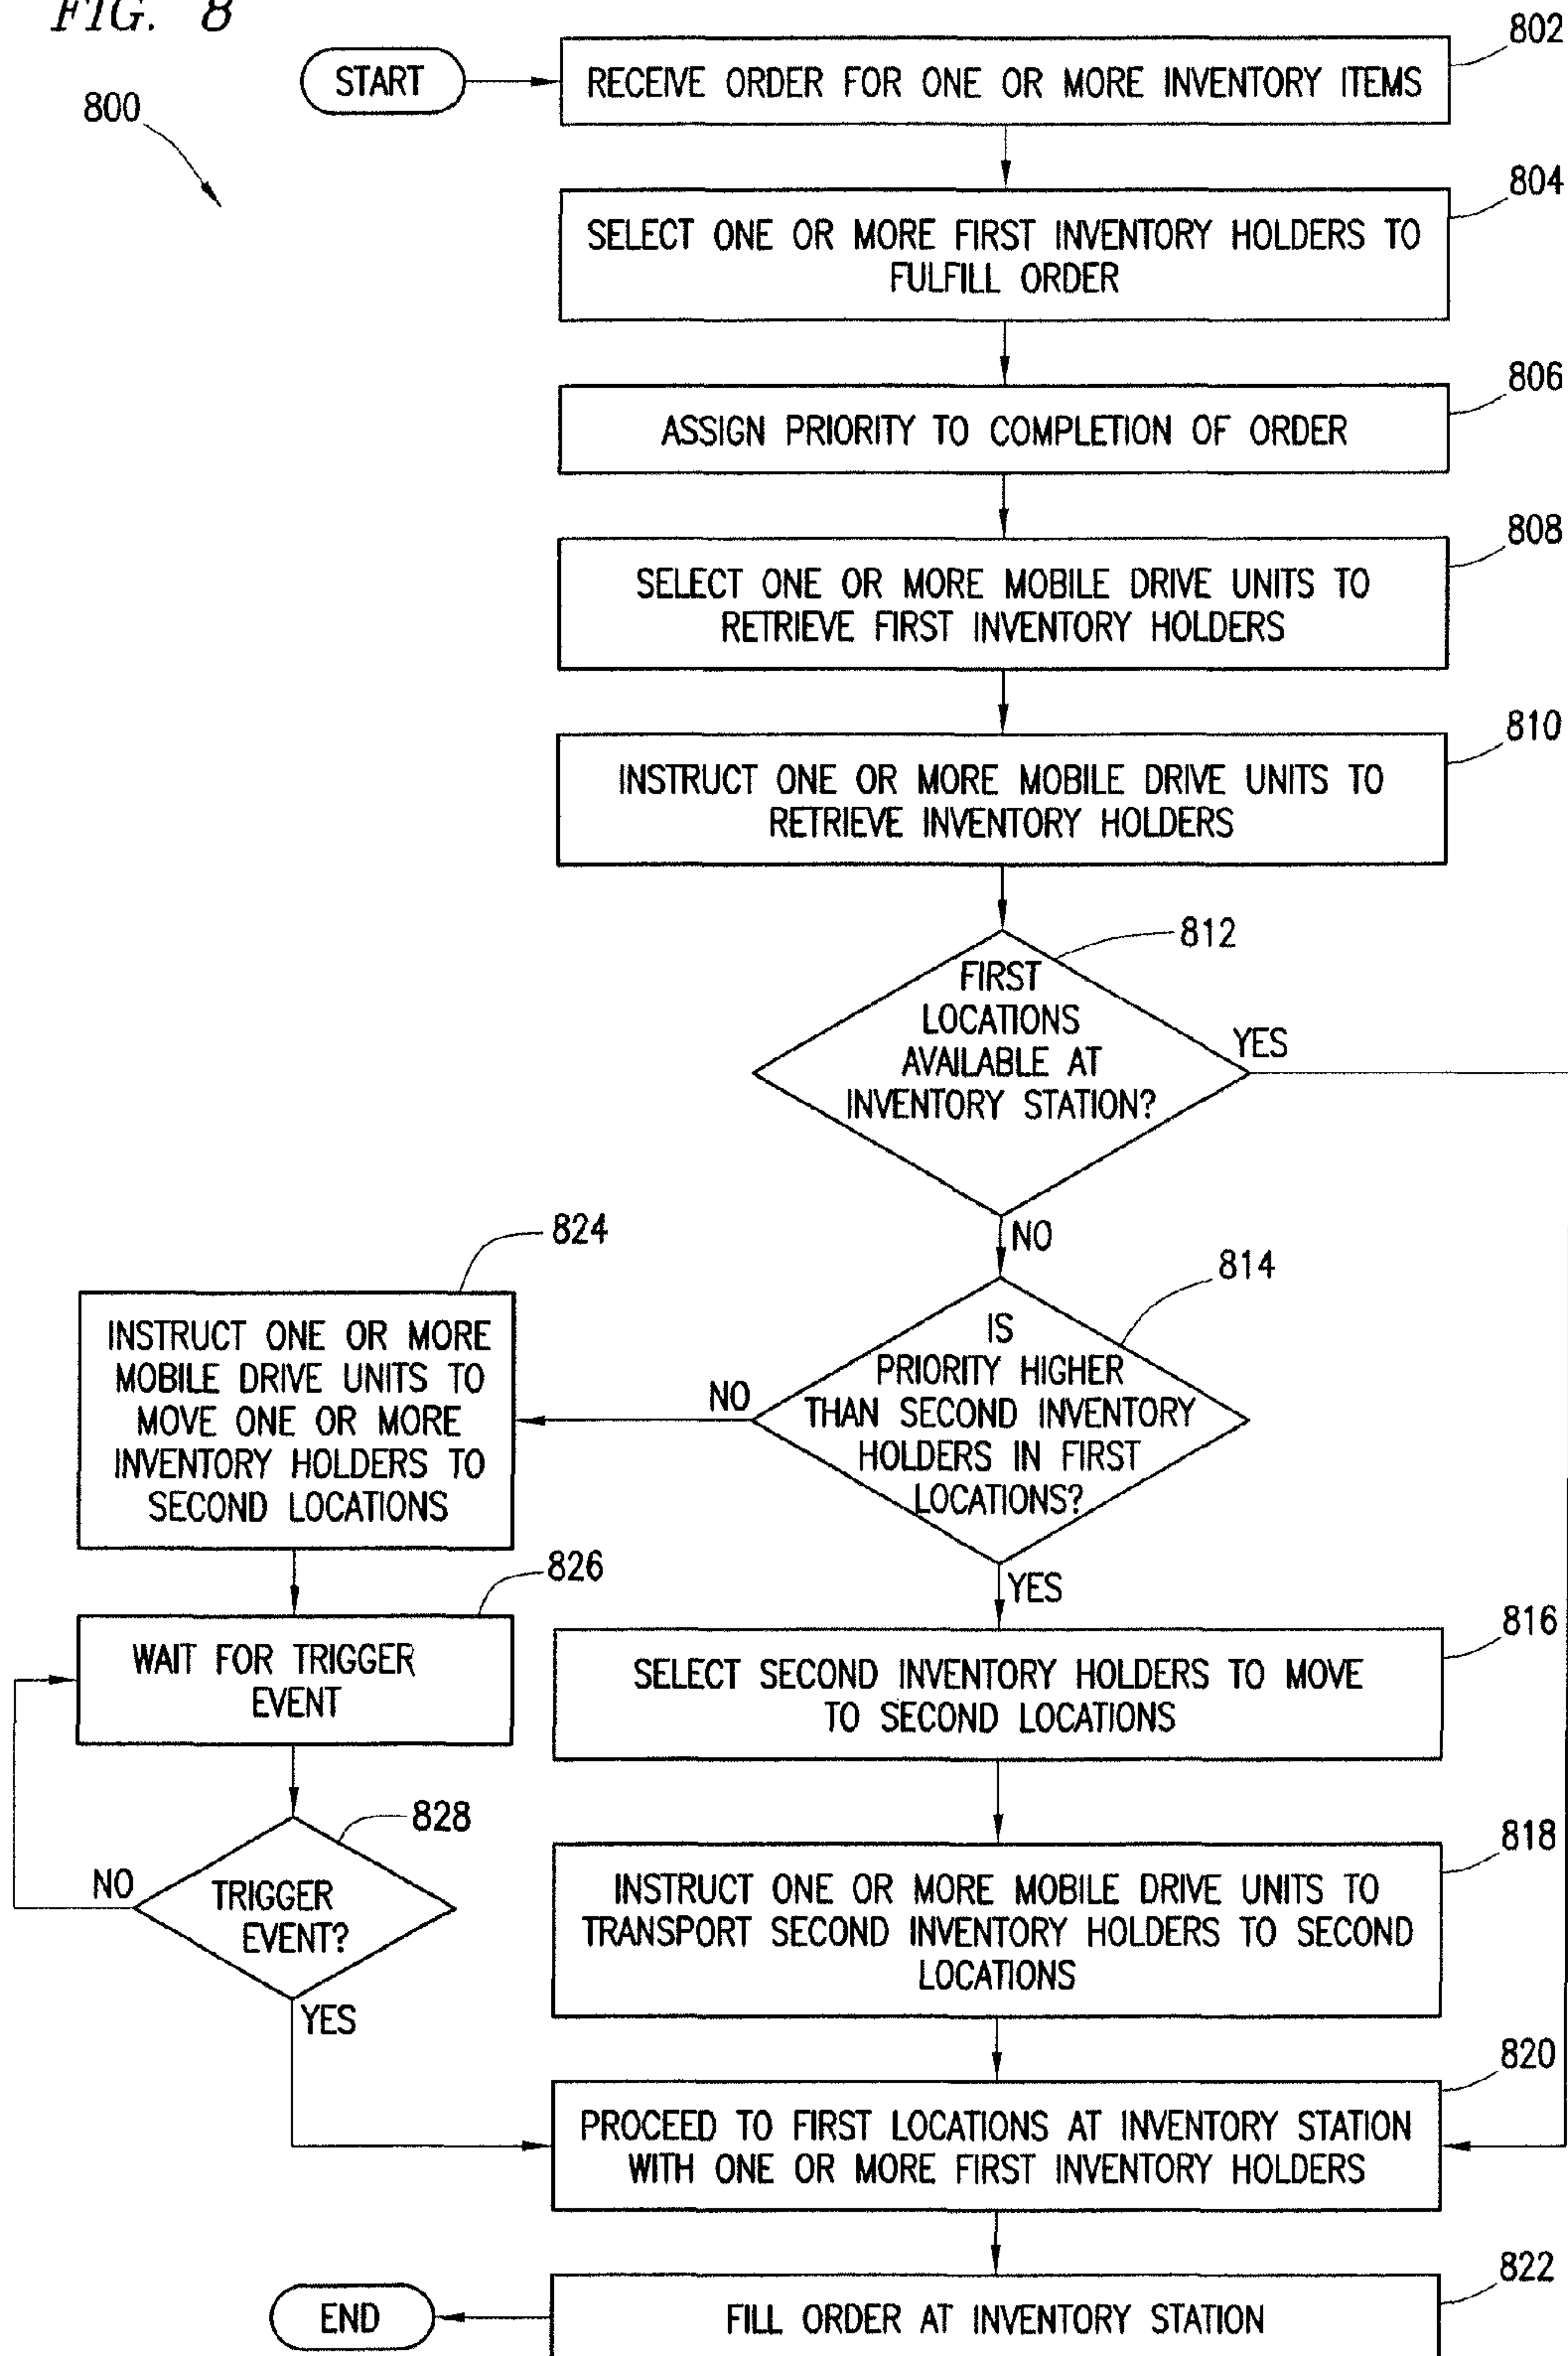 FIG. 8
800
START
RECEIVE ORDER FOR ONE OR MORE INVENTORY ITEMS
802
SELECT ONE OR MORE FIRST INVENTORY HOLDERS TO
FULFILL ORDER
804
ASSIGN PRIORITY TO COMPLETION OF ORDER
806
SELECT ONE OR MORE MOBILE DRIVE UNITS TO
RETRIEVE FIRST INVENTORY HOLDERS
808
INSTRUCT ONE OR MORE MOBILE DRIVE UNITS TO
RETRIEVE INVENTORY HOLDERS
810
FIRST
LOCATIONS
AVAILABLE AT
INVENTORY STATION?
812
YES
NO
IS
PRIORITY HIGHER
THAN SECOND INVENTORY
HOLDERS IN FIRST
LOCATIONS?
814
NO
YES
INSTRUCT ONE OR MORE
MOBILE DRIVE UNITS TO
MOVE ONE OR MORE
INVENTORY HOLDERS TO
SECOND LOCATIONS
824
WAIT FOR TRIGGER
EVENT
826
TRIGGER
EVENT?
828
NO
YES
SELECT SECOND INVENTORY HOLDERS TO MOVE
TO SECOND LOCATIONS
816
INSTRUCT ONE OR MORE MOBILE DRIVE UNITS TO
TRANSPORT SECOND INVENTORY HOLDERS TO SECOND
LOCATIONS
818
PROCEED TO FIRST LOCATIONS AT INVENTORY STATION
WITH ONE OR MORE FIRST INVENTORY HOLDERS
820
FILL ORDER AT INVENTORY STATION
822
END